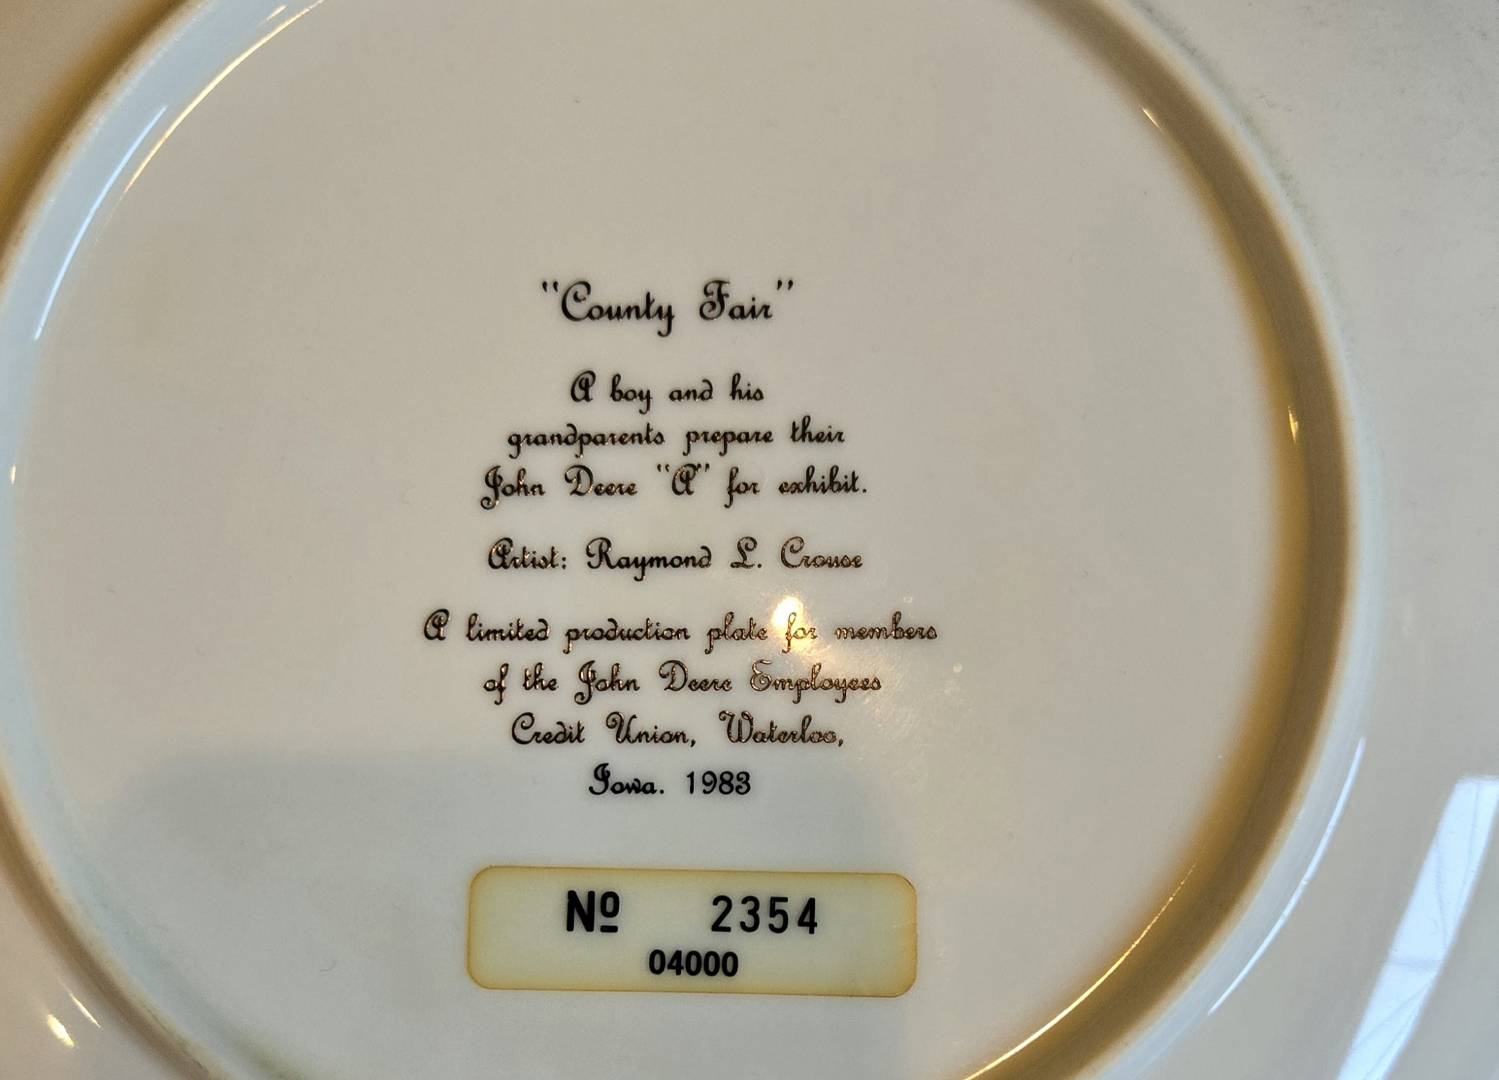 "County Fair"
A boy and his
grandparents prepare their
John Deere "A" for exhibit.
Artist: Raymond L. Crouse
A limited production plate for members
of the John Deere Employees
Credit Union, Waterloo,
Iowa. 1983
Nº 2354
04000